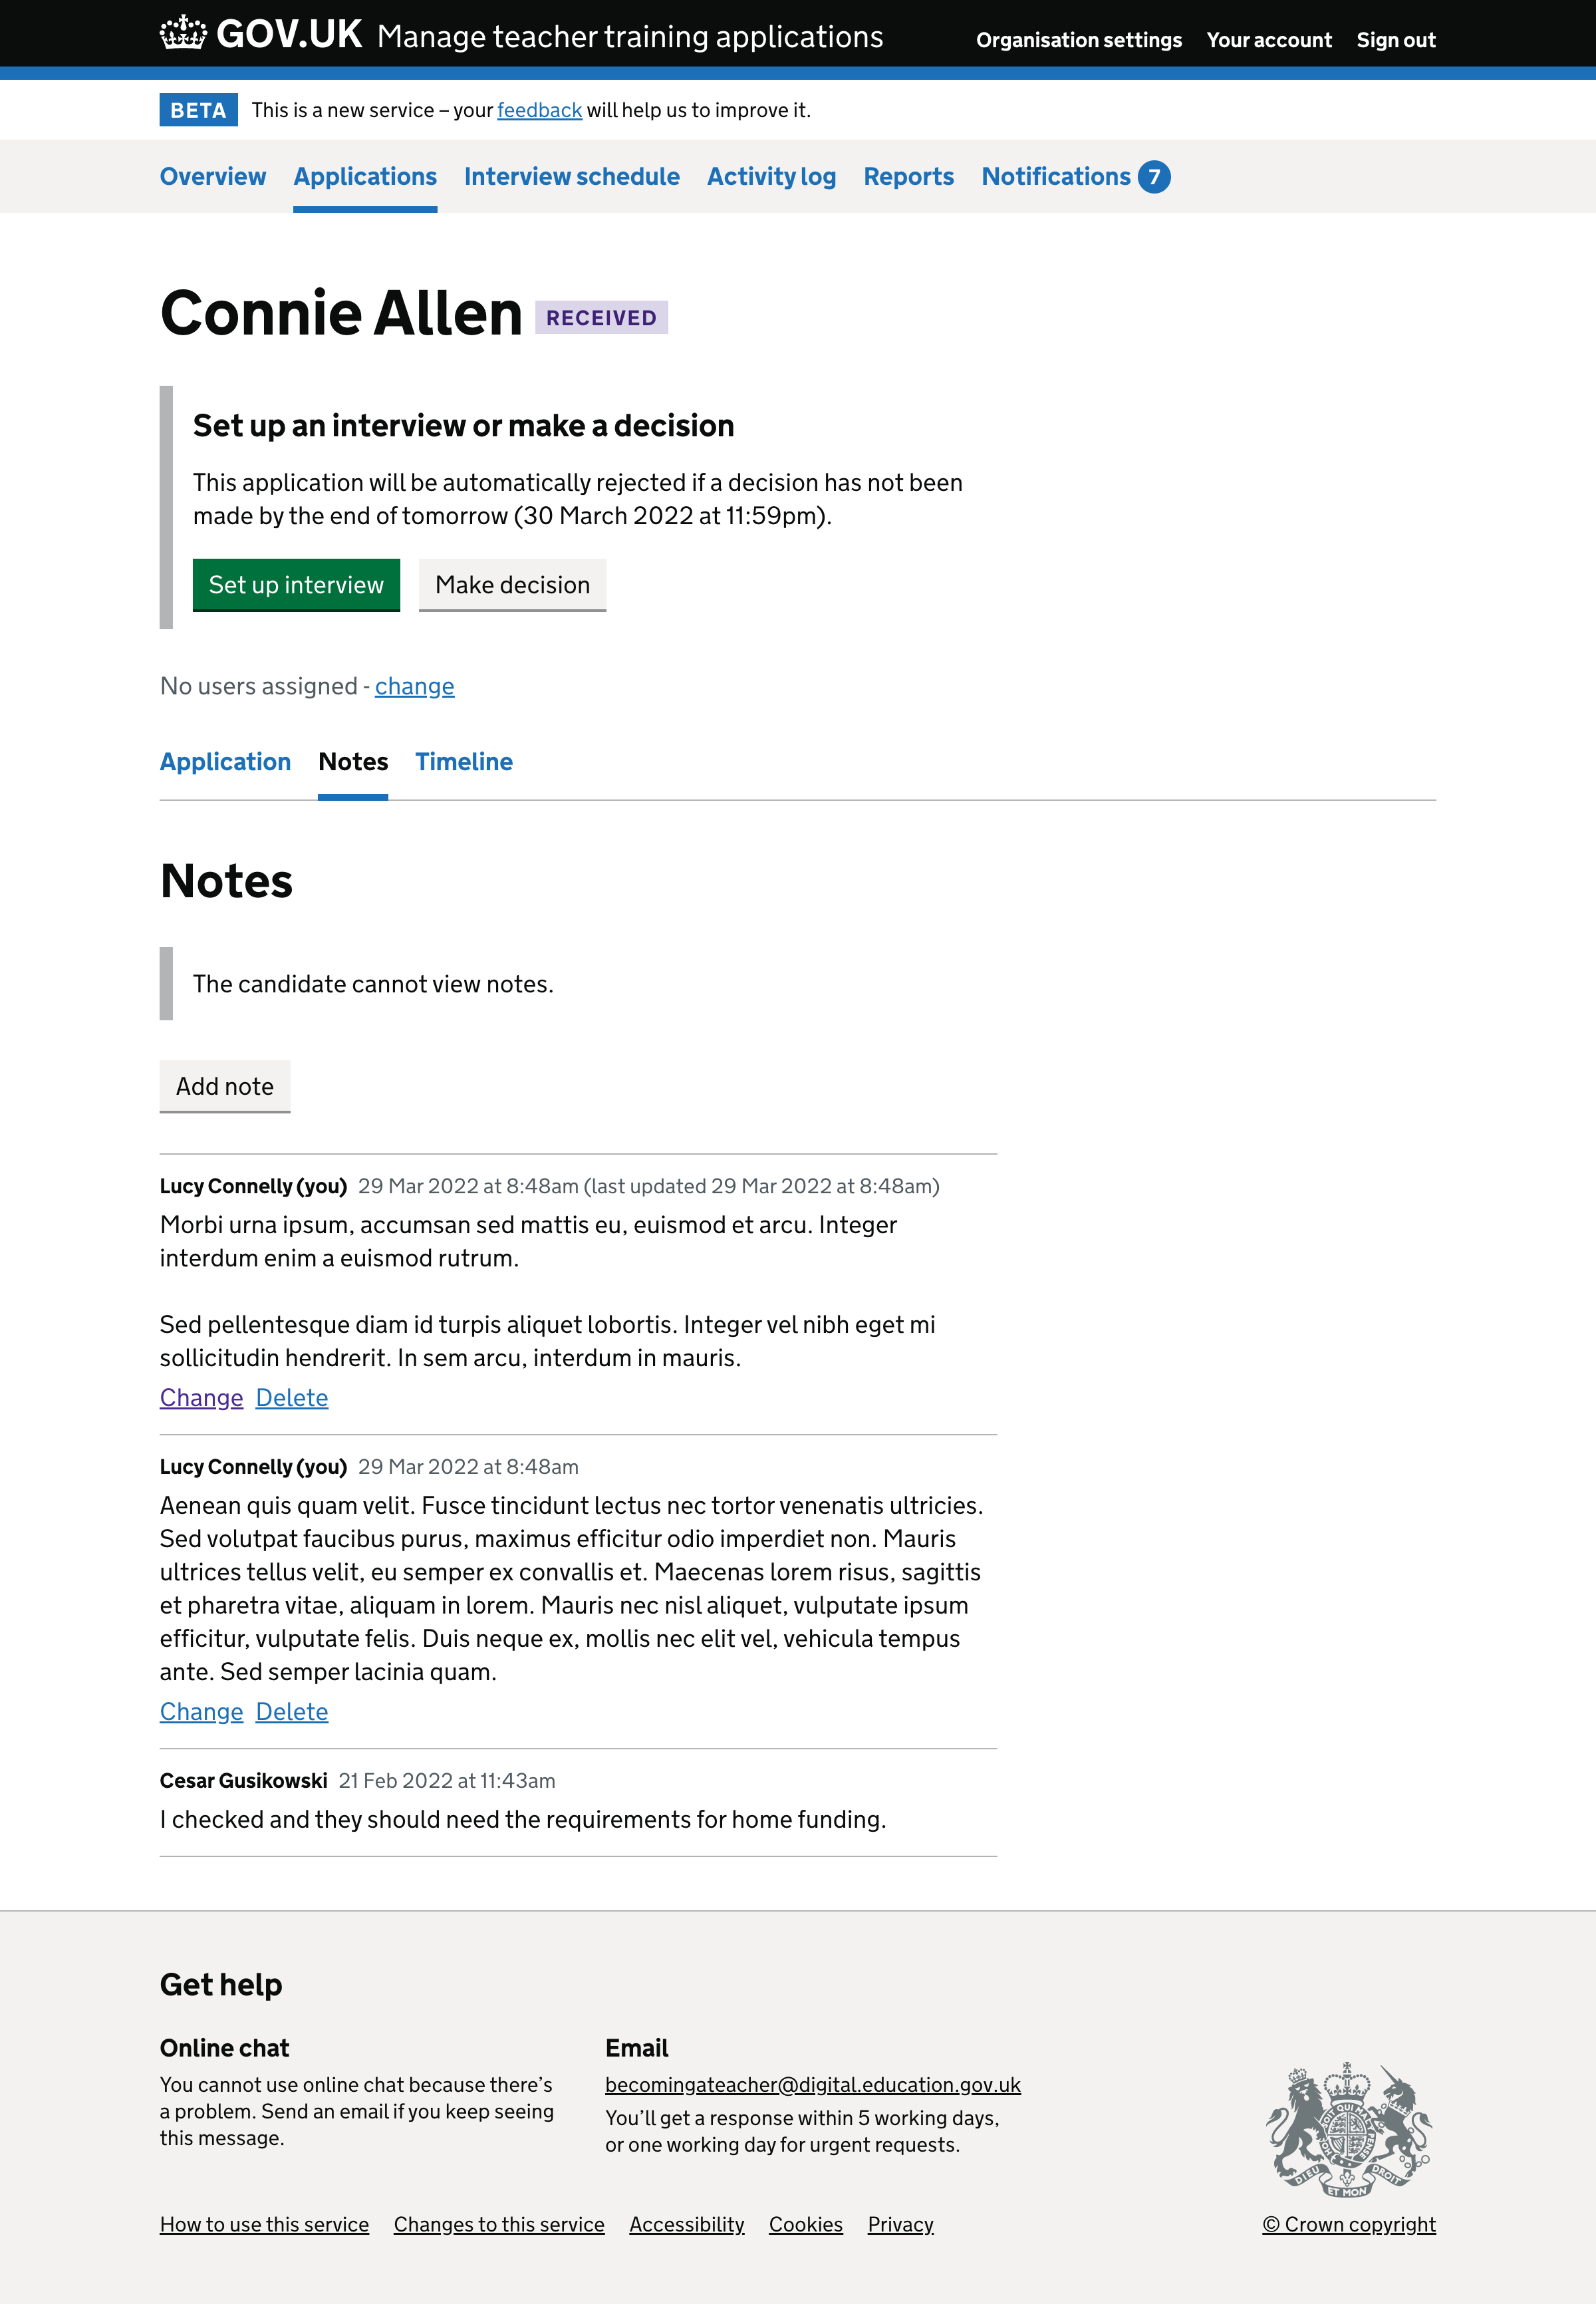 GOV.UK Manage teacher training applications Organisation settings Your account Sign out
BETA This is a new service – your feedback will help us to improve it.
Overview Applications Interview schedule Activity log Reports Notifications 7
Connie Allen RECEIVED
Set up an interview or make a decision
This application will be automatically rejected if a decision has not been
made by the end of tomorrow (30 March 2022 at 11:59pm).
Set up interview Make decision
No users assigned - change
Application Notes Timeline
Notes
The candidate cannot view notes.
Add note
Lucy Connelly (you) 29 Mar 2022 at 8:48am (last updated 29 Mar 2022 at 8:48am)
Morbi urna ipsum, accumsan sed mattis eu, euismod et arcu. Integer
interdum enim a euismod rutrum.
Sed pellentesque diam id turpis aliquet lobortis. Integer vel nibh eget mi
sollicitudin hendrerit. In sem arcu, interdum in mauris.
Change Delete
Lucy Connelly (you) 29 Mar 2022 at 8:48am
Aenean quis quam velit. Fusce tincidunt lectus nec tortor venenatis ultricies.
Sed volutpat faucibus purus, maximus efficitur odio imperdiet non. Mauris
ultrices tellus velit, eu semper ex convallis et. Maecenas lorem risus, sagittis
et pharetra vitae, aliquam in lorem. Mauris nec nisl aliquet, vulputate ipsum
efficitur, vulputate felis. Duis neque ex, mollis nec elit vel, vehicula tempus
ante. Sed semper lacinia quam.
Change Delete
Cesar Gusikowski 21 Feb 2022 at 11:43am
I checked and they should need the requirements for home funding.
Get help
Online chat
You cannot use online chat because there’s
a problem. Send an email if you keep seeing
this message.
Email
becomingateacher@digital.education.gov.uk
You’ll get a response within 5 working days,
or one working day for urgent requests.
DIEU ET MON DROIT
How to use this service Changes to this service Accessibility Cookies Privacy © Crown copyright